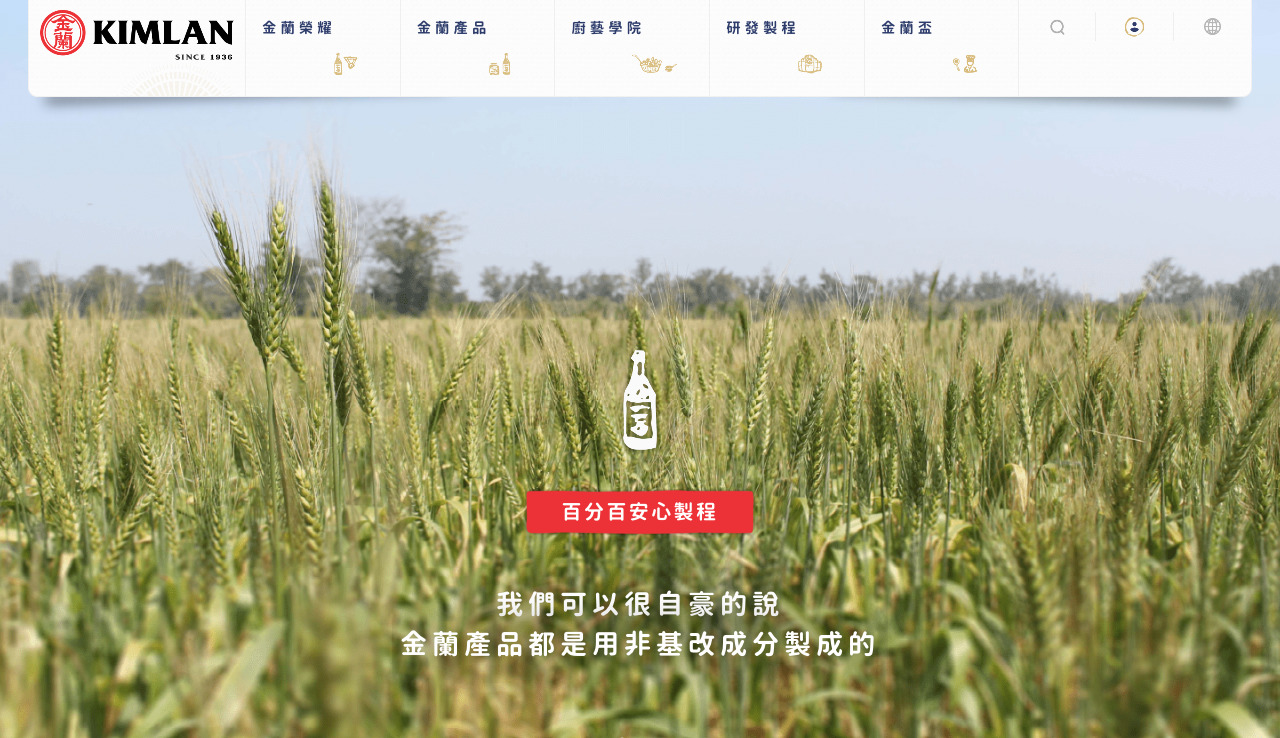 金蘭
KIMLAN
SINCE 1936
金蘭榮耀
金蘭產品
廚藝學院
研發製程
金蘭盃
百分百安心製程
我們可以很自豪的說
金蘭產品都是用非基改成分製成的